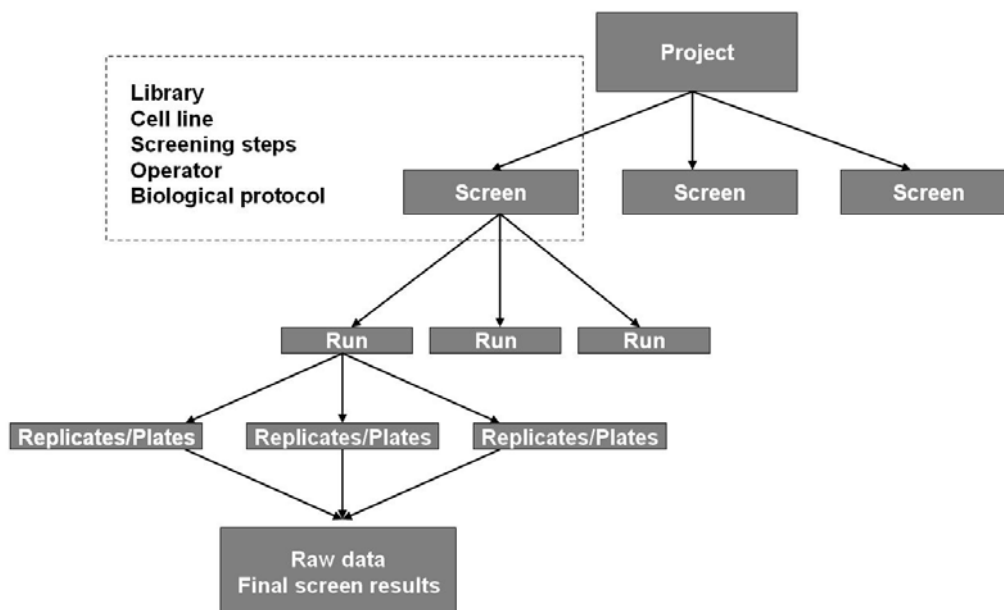 Project
Library
Cell line
Screening steps
Operator
Biological protocol
Screen
Screen
Screen
Run
Run
Run
Replicates/Plates
Replicates/Plates
Replicates/Plates
Raw data
Final screen results